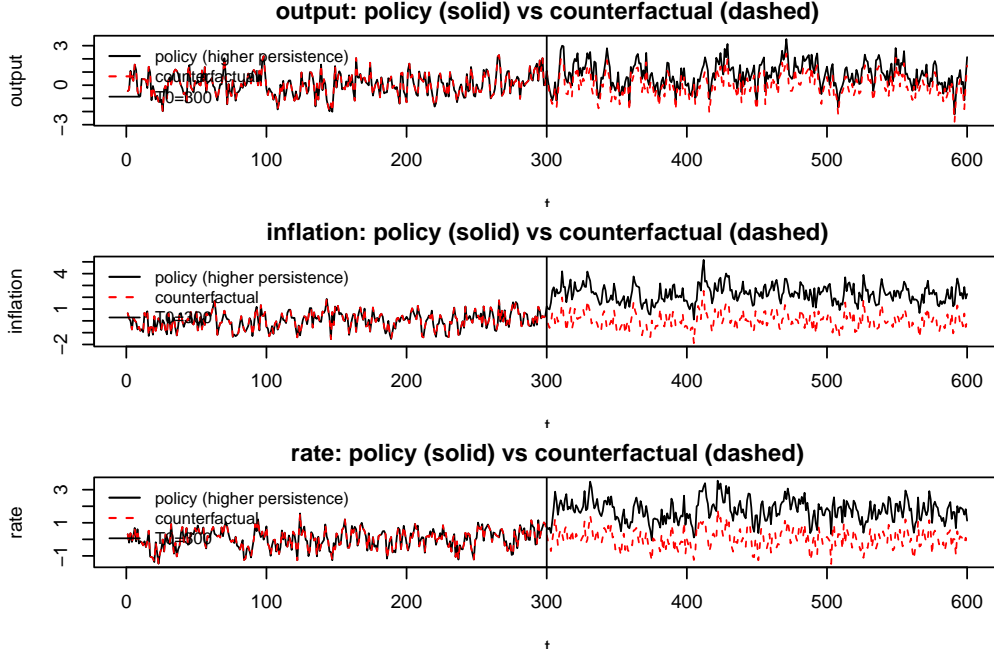 output: policy (solid) vs counterfactual (dashed)
output
3
0
−3
policy (higher persistence)
counterfactual
T0=300
0 100 200 300 400 500 600
t
inflation: policy (solid) vs counterfactual (dashed)
inflation
4
1
−2
policy (higher persistence)
counterfactual
T0=300
0 100 200 300 400 500 600
t
rate: policy (solid) vs counterfactual (dashed)
rate
3
1
−1
policy (higher persistence)
counterfactual
T0=300
0 100 200 300 400 500 600
t